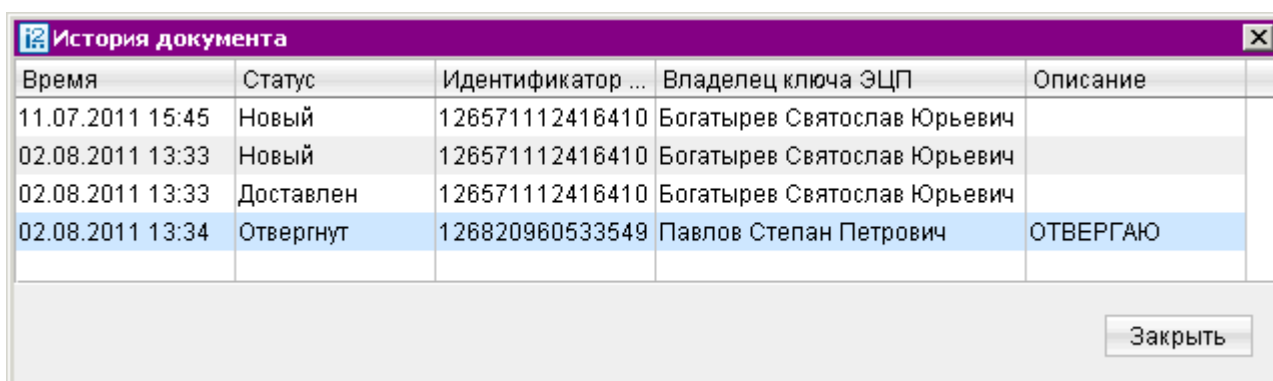 История документа
Время Статус Идентификатор ... Владелец ключа ЭЦП Описание
11.07.2011 15:45 Новый 126571112416410 Богатырев Святослав Юрьевич
02.08.2011 13:33 Новый 126571112416410 Богатырев Святослав Юрьевич
02.08.2011 13:33 Доставлен 126571112416410 Богатырев Святослав Юрьевич
02.08.2011 13:34 Отвергнут 126820960533549 Павлов Степан Петрович ОТВЕРГАЮ
Закрыть